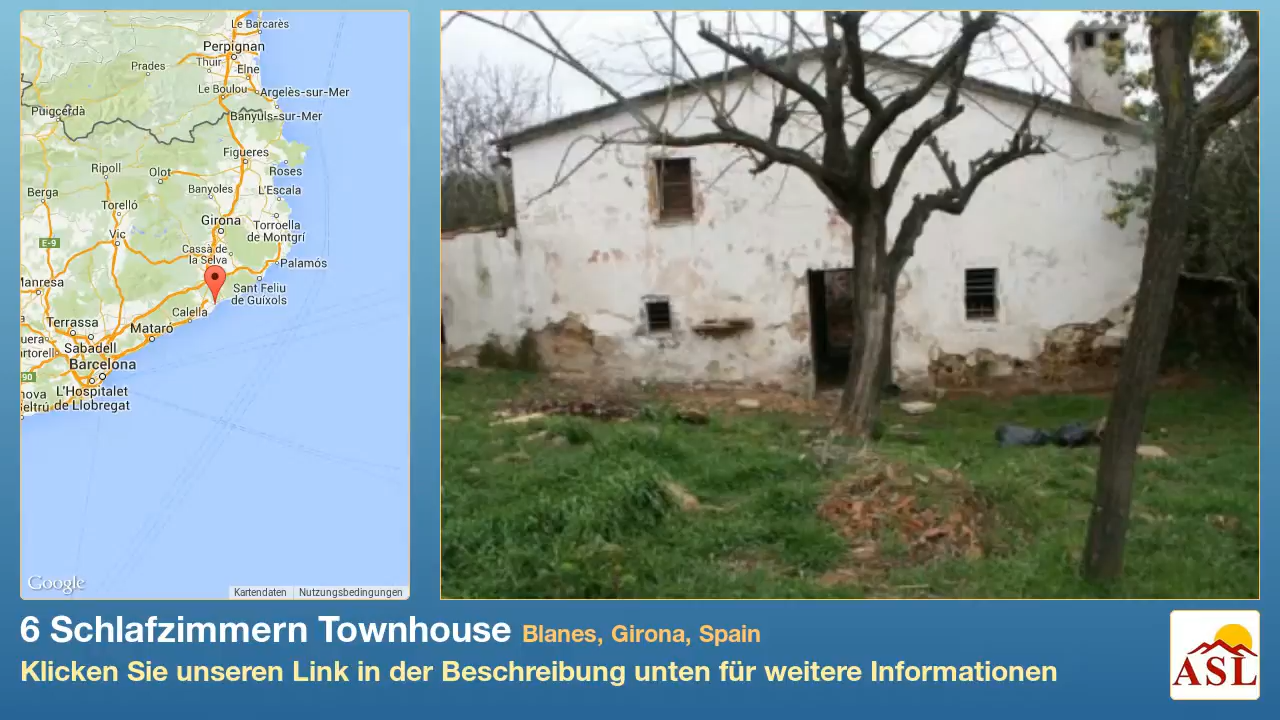 Le Barcarès
Perpignan
Prades
Thuir
Elne
Le Boulou
Argelès-sur-Mer
Puigcerdà
Banyuls-sur-Mer
Figueres
Ripoll
Olot
Roses
Berga
Banyoles
L'Escala
Torelló
Girona
Torroella
de Montgrí
Vic
E-9
Cassà de
la Selva
Palamós
Manresa
Sant Feliu
de Guíxols
Calella
Terrassa
Mataró
Sabadell
Barcelona
90
L'Hospitalet
de Llobregat
Google
Kartendaten
Nutzungsbedingungen
6 Schlafzimmern Townhouse Blanes, Girona, Spain
Klicken Sie unseren Link in der Beschreibung unten für weitere Informationen
ASL